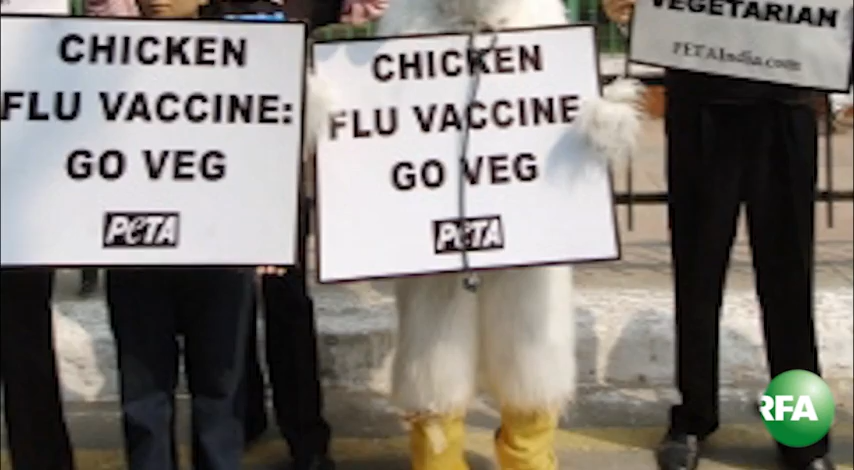 CHICKEN
FLU VACCINE:
GO VEG
PeTA
CHICKEN
FLU VACCINE
GO VEG
PeTA
VEGETARIAN
PETAIndia.com
RFA